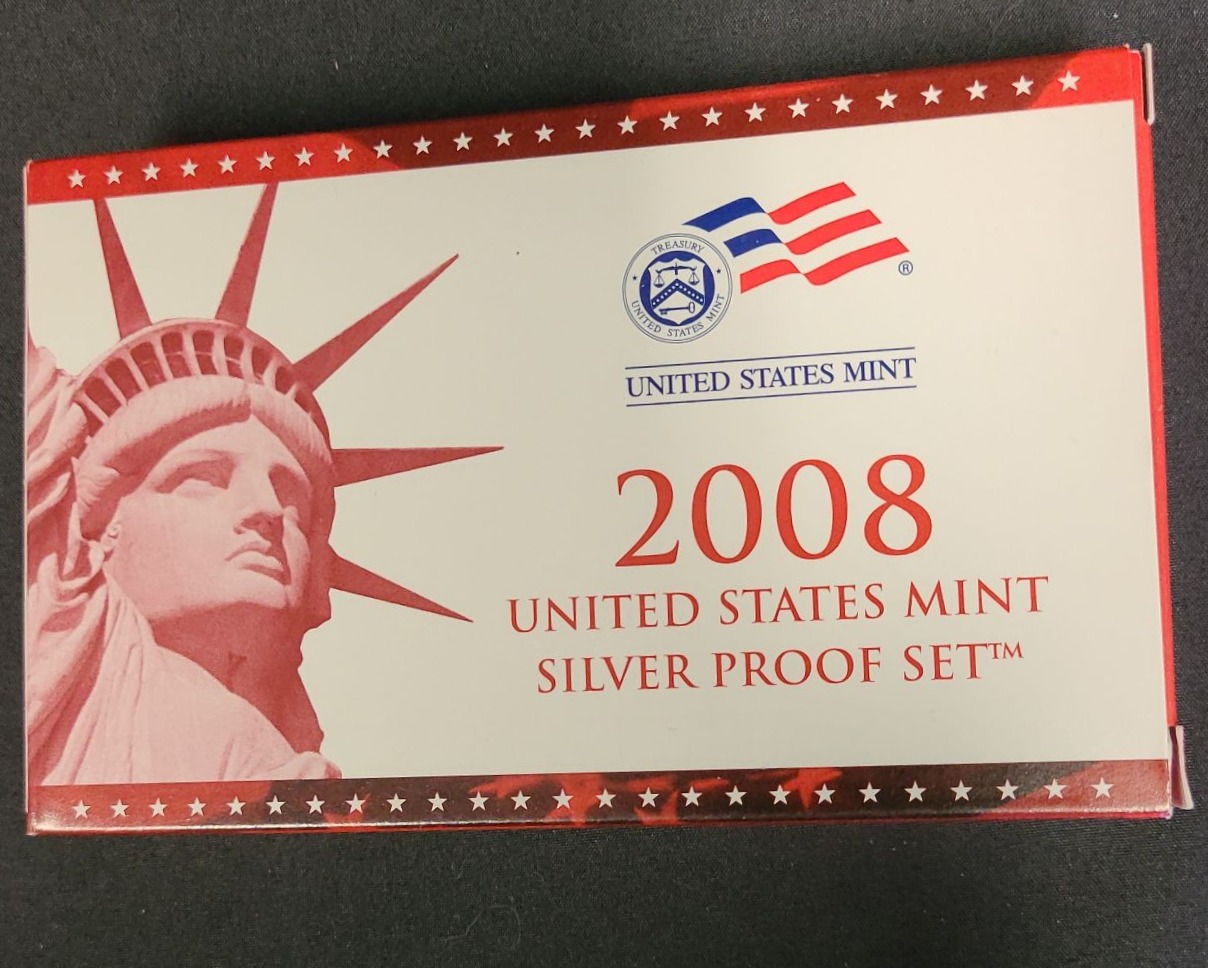 TREASURY
UNITED STATES MINT
®
UNITED STATES MINT
2008
UNITED STATES MINT
SILVER PROOF SET™